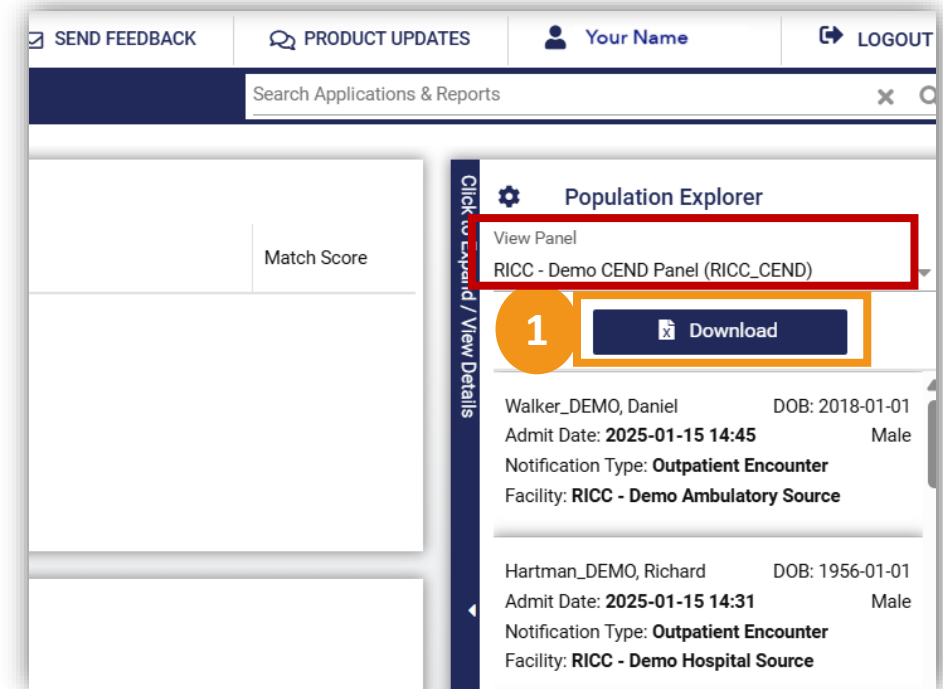 SEND FEEDBACK
PRODUCT UPDATES
Your Name
LOGOUT
Search Applications & Reports
Match Score
Click to Expand / View Details
Population Explorer
View Panel
RICC - Demo CEND Panel (RICC_CEND)
1
Download
Walker_DEMO, Daniel DOB: 2018-01-01
Admit Date: 2025-01-15 14:45 Male
Notification Type: Outpatient Encounter
Facility: RICC - Demo Ambulatory Source
Hartman_DEMO, Richard DOB: 1956-01-01
Admit Date: 2025-01-15 14:31 Male
Notification Type: Outpatient Encounter
Facility: RICC - Demo Hospital Source